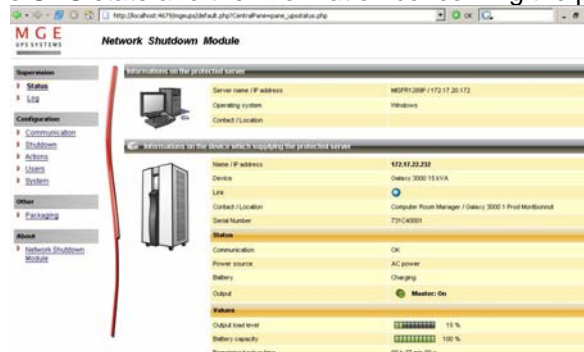 http://localhost:4679/mgeups/default.php?CentralPane=pane_upsstatus.php
OK
MGE
UPS SYSTEMS
Network Shutdown Module
Supervision
Status
Log
Configuration
Communication
Shutdown
Actions
Users
System
Other
Packaging
About
Network Shutdown
Module
Informations on the protected server
Server name / IP address
Operating system Windows
Contact / Location
Informations on the device which supplying the protected server
Name / IP address 172.17.22.232
Device Galaxy 3000 15 kVA
Link
Contact / Location Computer Room Manager / Galaxy 3000.1 Prod Montbonnot
Serial Number 731C40001
Status
Communication OK
Power source AC power
Battery Charging
Output Master: On
Values
Output load level 15 %
Battery capacity 100 %